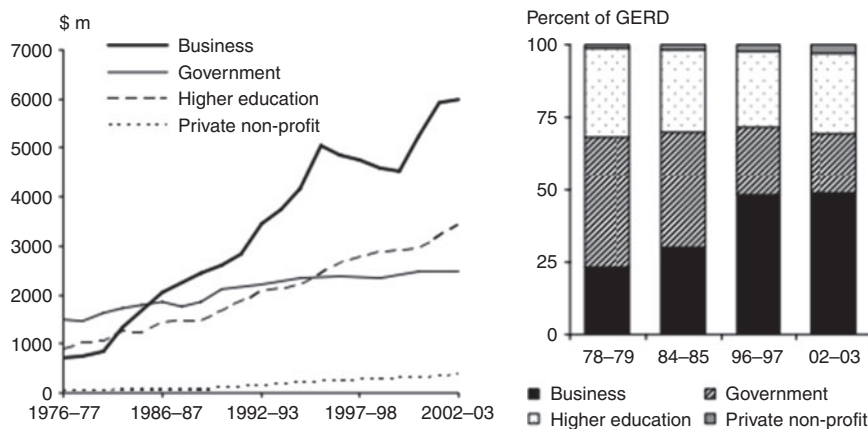 $ m
7000
6000
5000
4000
3000
2000
1000
0
Business
Government
Higher education
Private non-profit
1976–77 1986–87 1992–93 1997–98 2002–03
Percent of GERD
100
75
50
25
0
78–79 84–85 96–97 02–03
Business Government
Higher education Private non-profit